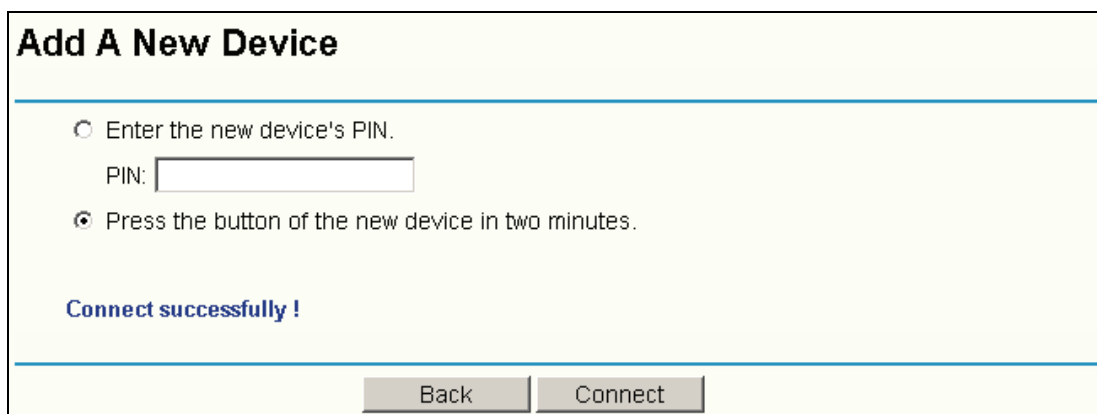 Add A New Device
Enter the new device's PIN.
PIN:
Press the button of the new device in two minutes.
Connect successfully !
Back Connect